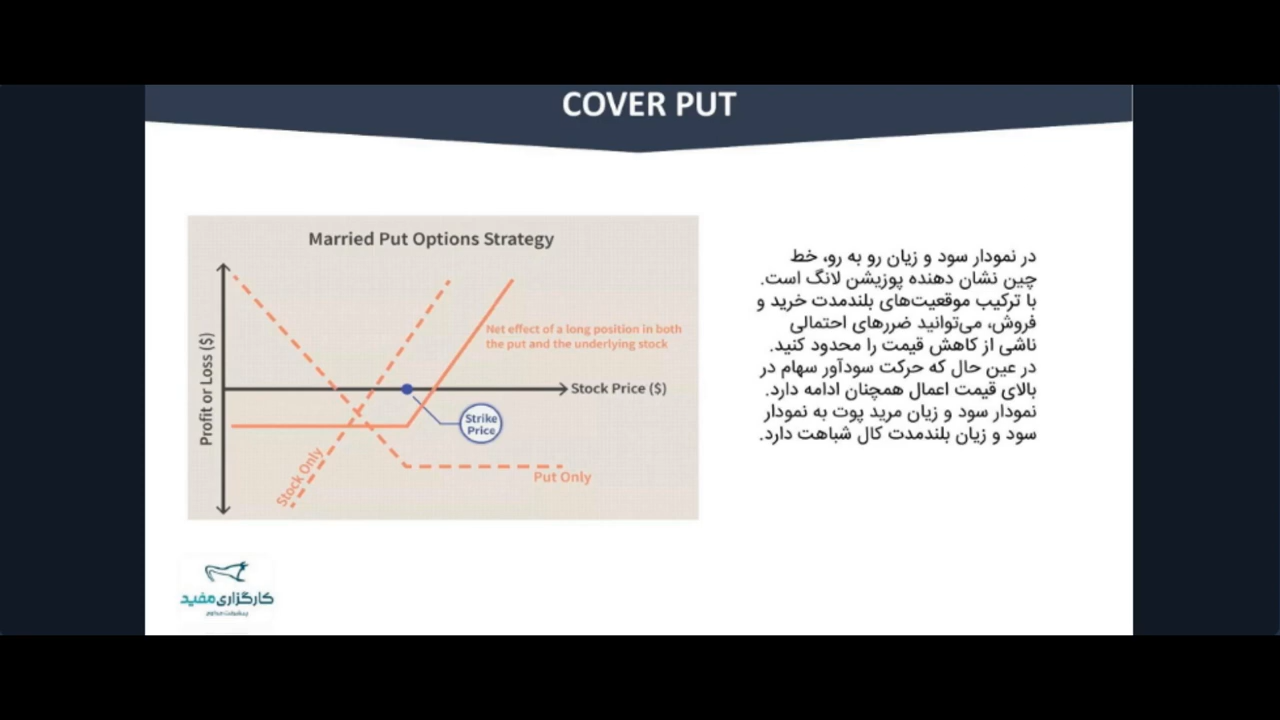 COVER PUT
Married Put Options Strategy
Profit or Loss ($)
Net effect of a long position in both
the put and the underlying stock
Stock Price ($)
Strike
Price
Stock Only
Put Only
در نمودار سود و زیان رو به رو، خط
چین نشان دهنده پوزیشن لانگ است.
با ترکیب موقعیت‌های بلندمدت خرید و
فروش، می‌توانید ضررهای احتمالی
ناشی از کاهش قیمت را محدود کنید.
در عین حال که حرکت سودآور سهام در
بالای قیمت اعمال همچنان ادامه دارد.
نمودار سود و زیان مرید پوت به نمودار
سود و زیان بلندمدت کال شباهت دارد.
کارگزاری مفید